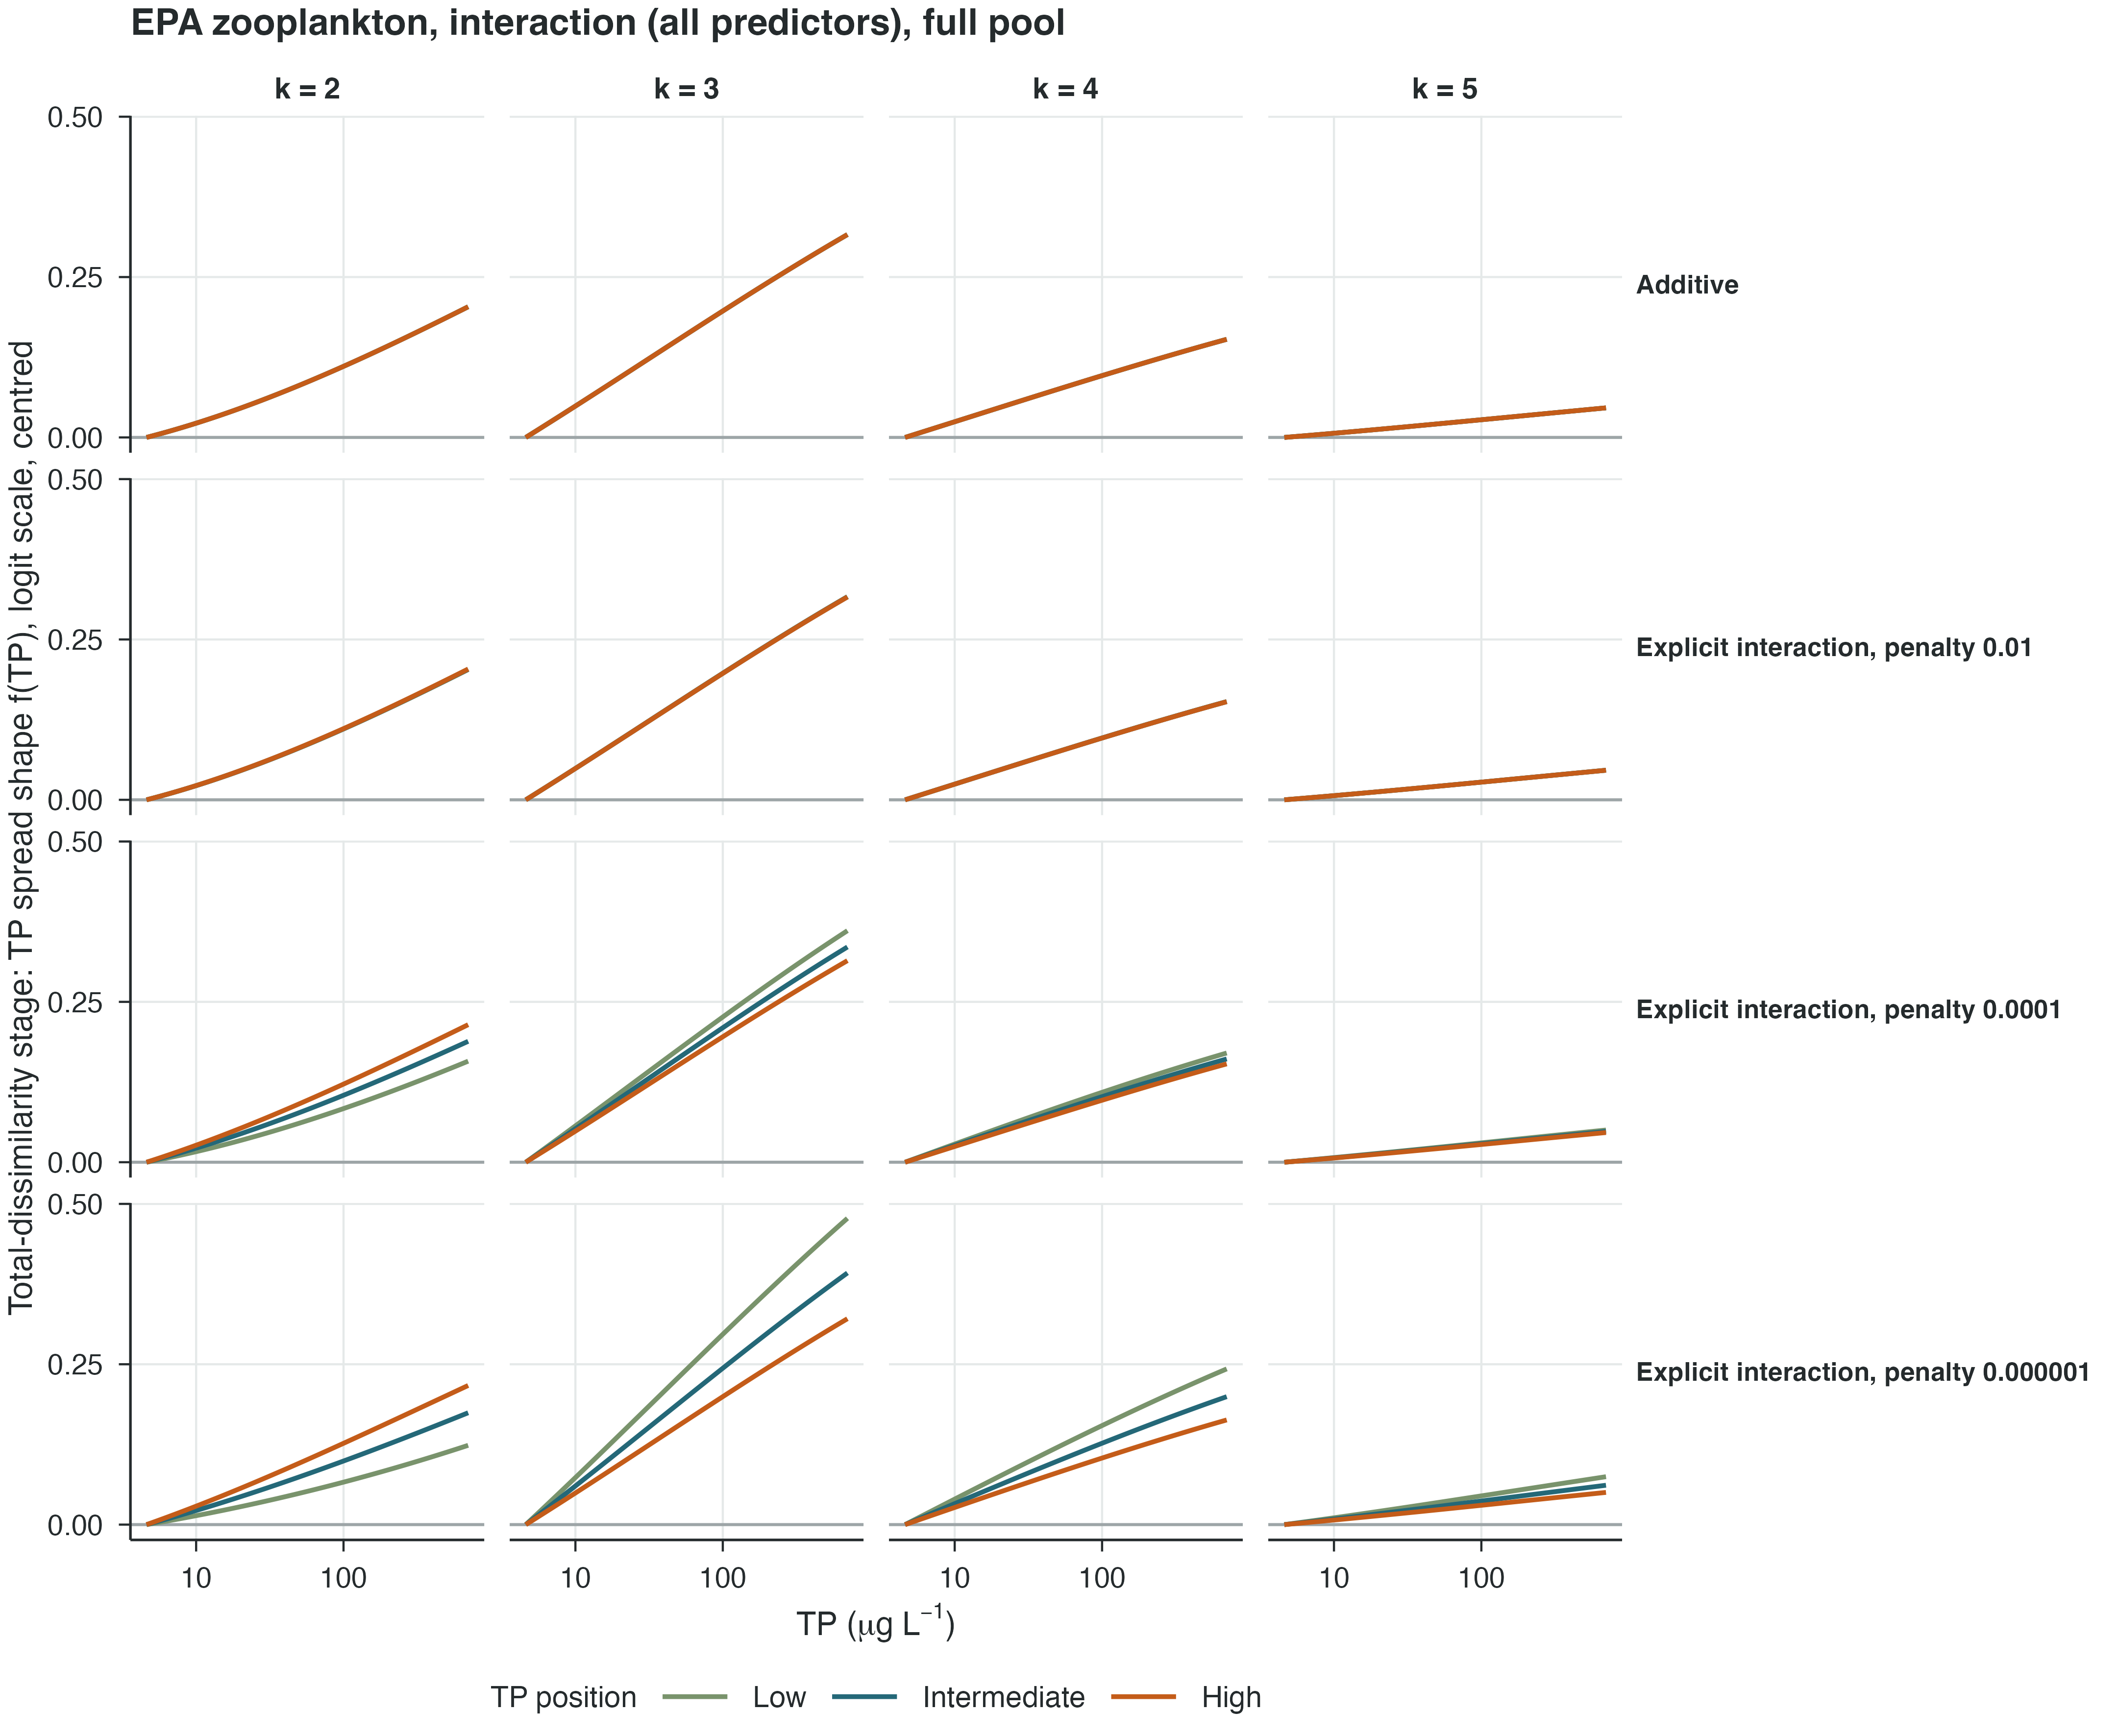 EPA zooplankton, interaction (all predictors), full pool
k = 2
k = 3
k = 4
k = 5
Total-dissimilarity stage: TP spread shape f(TP), logit scale, centred
0.50
0.25
0.00
Additive
0.50
0.25
0.00
Explicit interaction, penalty 0.01
0.50
0.25
0.00
Explicit interaction, penalty 0.0001
0.50
0.25
0.00
Explicit interaction, penalty 0.000001
10 100
10 100
10 100
10 100
TP (μg L⁻¹)
TP position Low Intermediate High